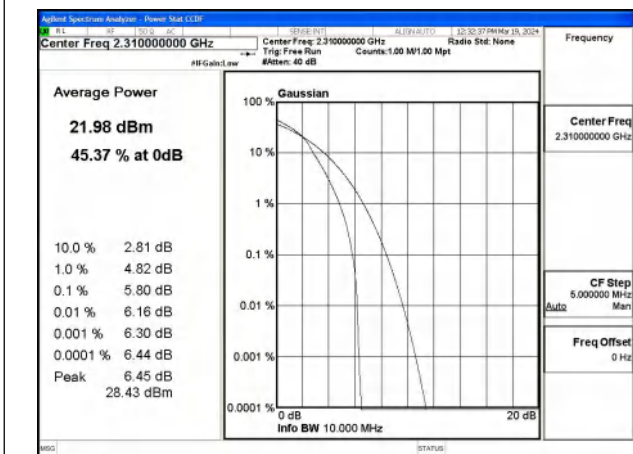 Agilent Spectrum Analyzer - Power Stat CCDF
RL RF 50 Ω AC SENSE:INT ALIGN AUTO 12:32:37 PM Mar 19, 2024
Center Freq 2.310000000 GHz
Center Freq: 2.310000000 GHz Radio Std: None
Trig: Free Run Counts:1.00 M/1.00 Mpt
#IFGain:Low #Atten: 40 dB
Frequency
Average Power
21.98 dBm
45.37 % at 0dB
10.0 % 2.81 dB
1.0 % 4.82 dB
0.1 % 5.80 dB
0.01 % 6.16 dB
0.001 % 6.30 dB
0.0001 % 6.44 dB
Peak 6.45 dB
28.43 dBm
Gaussian
100 %
10 %
1 %
0.1 %
0.01 %
0.001 %
0.0001 %
0 dB 20 dB
Info BW 10.000 MHz
Center Freq
2.310000000 GHz
CF Step
5.000000 MHz
Auto Man
Freq Offset
0 Hz
MSG STATUS